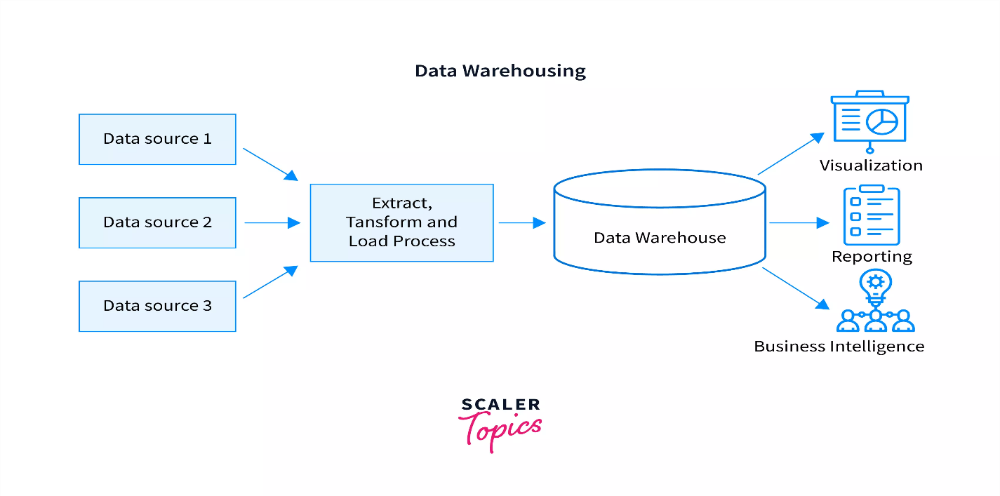 Data Warehousing
Data source 1
Data source 2
Data source 3
Extract,
Tansform and
Load Process
Data Warehouse
Visualization
Reporting
Business Intelligence
SCALER
Topics